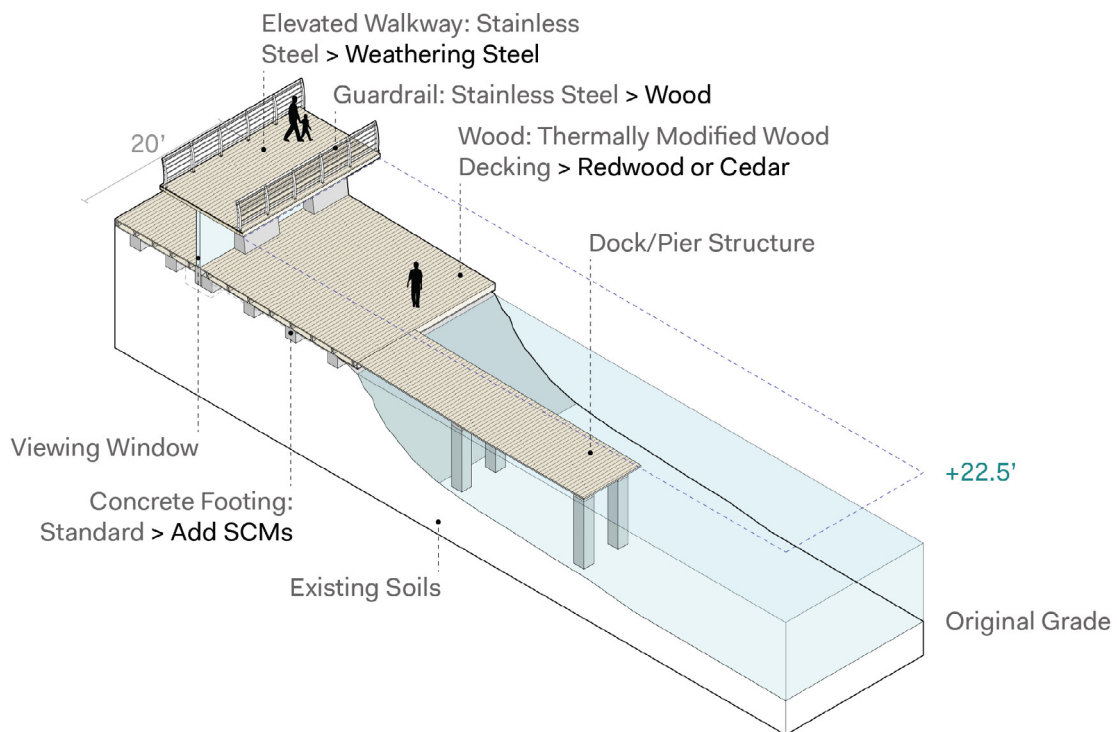 Elevated Walkway: Stainless
Steel > Weathering Steel
Guardrail: Stainless Steel > Wood
20’
Wood: Thermally Modified Wood
Decking > Redwood or Cedar
Dock/Pier Structure
Viewing Window
+22.5’
Concrete Footing:
Standard > Add SCMs
Existing Soils
Original Grade